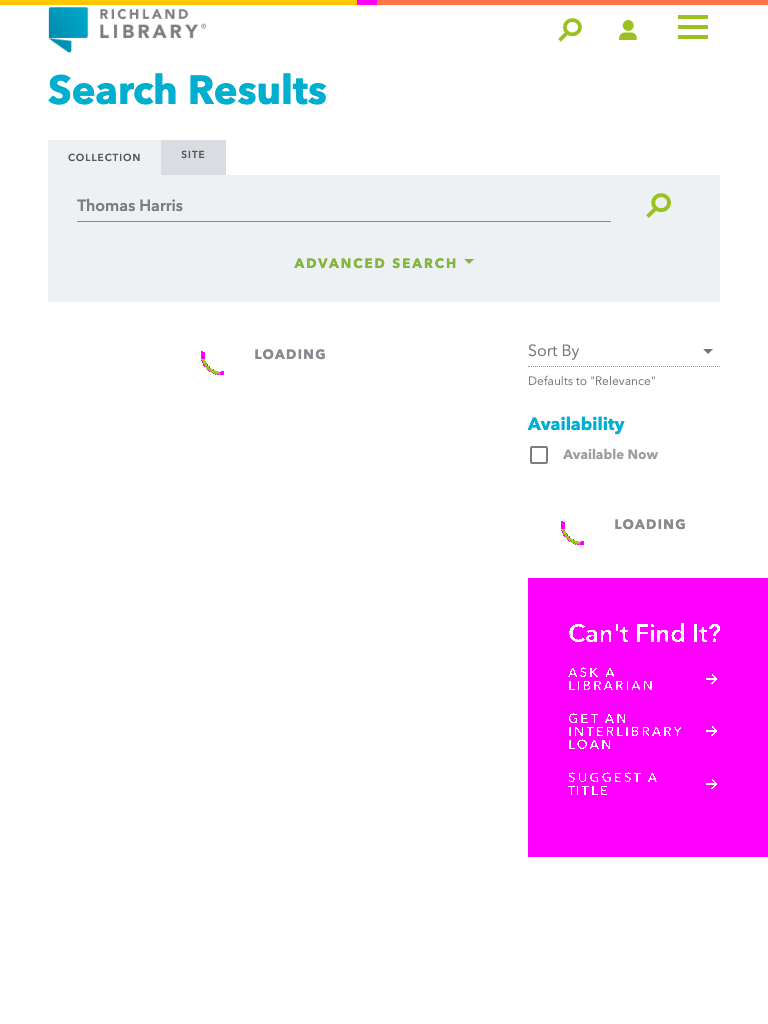 RICHLAND
LIBRARY®
Search Results
COLLECTION
SITE
Thomas Harris
ADVANCED SEARCH
LOADING
Sort By
Defaults to "Relevance"
Availability
Available Now
LOADING
Can't Find It?
ASK A
LIBRARIAN
GET AN
INTERLIBRARY
LOAN
SUGGEST A
TITLE